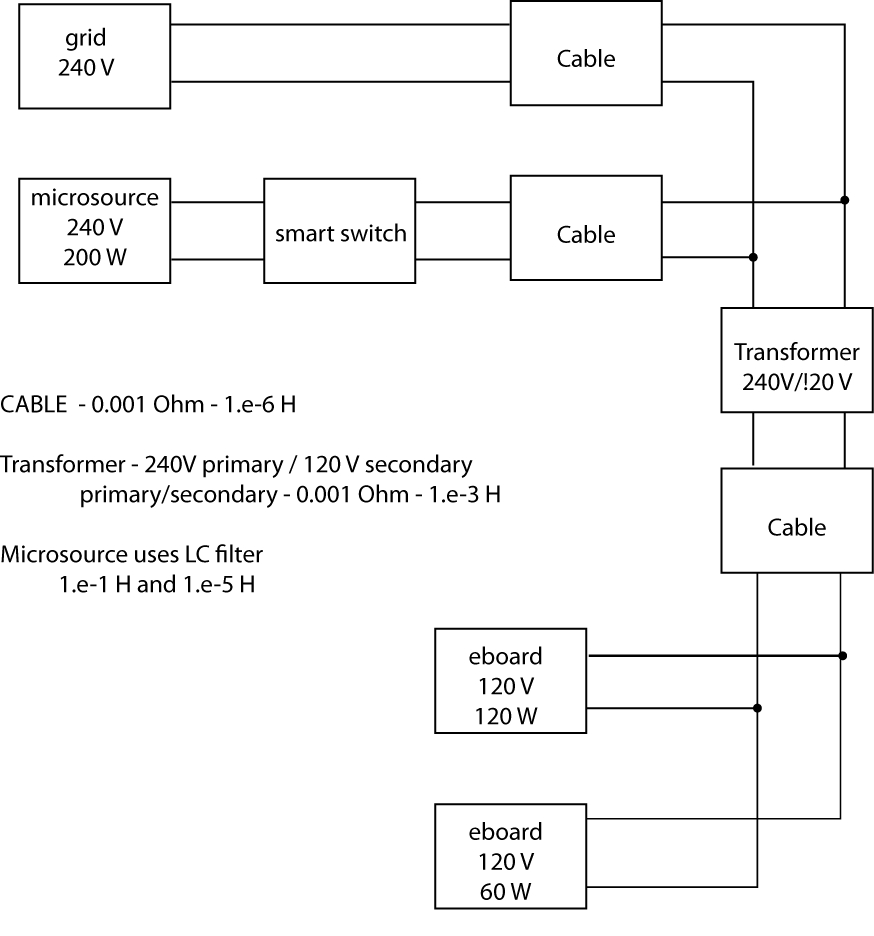 grid
240 V
Cable
microsource
240 V
200 W
smart switch
Cable
Transformer
240V/!20 V
CABLE - 0.001 Ohm - 1.e-6 H
Transformer - 240V primary / 120 V secondary
primary/secondary - 0.001 Ohm - 1.e-3 H
Cable
Microsource uses LC filter
1.e-1 H and 1.e-5 H
eboard
120 V
120 W
eboard
120 V
60 W